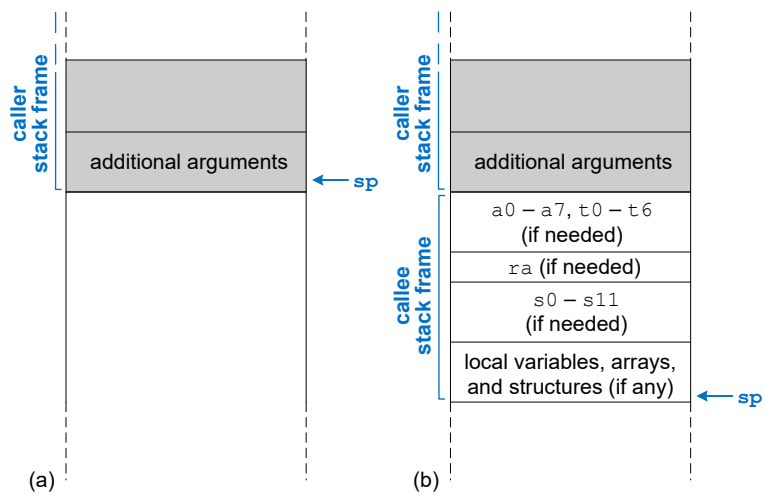 caller
stack frame
additional arguments
sp
(a)
caller
stack frame
additional arguments
callee
stack frame
a0 – a7, t0 – t6
(if needed)
ra (if needed)
s0 – s11
(if needed)
local variables, arrays,
and structures (if any)
sp
(b)